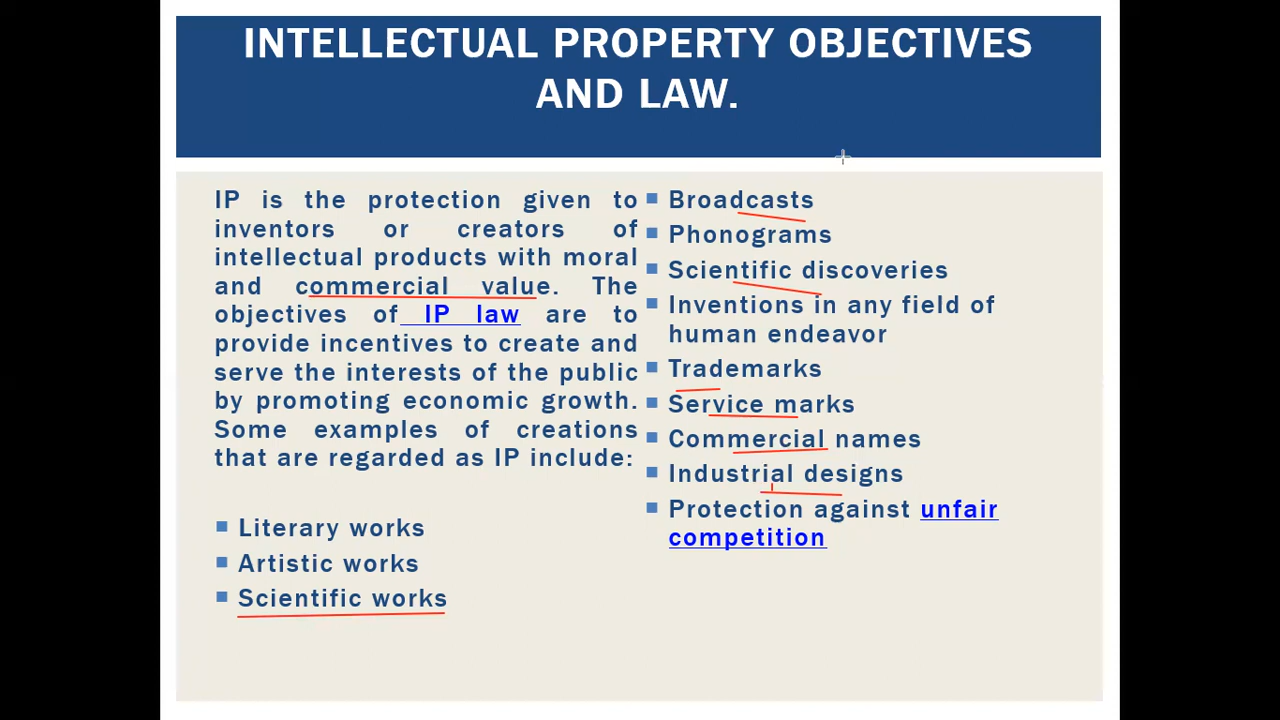 INTELLECTUAL PROPERTY OBJECTIVES
AND LAW.
IP is the protection given to
inventors or creators of
intellectual products with moral
and commercial value. The
objectives of IP law are to
provide incentives to create and
serve the interests of the public
by promoting economic growth.
Some examples of creations
that are regarded as IP include:
Literary works
Artistic works
Scientific works
Broadcasts
Phonograms
Scientific discoveries
Inventions in any field of
human endeavor
Trademarks
Service marks
Commercial names
Industrial designs
Protection against unfair
competition